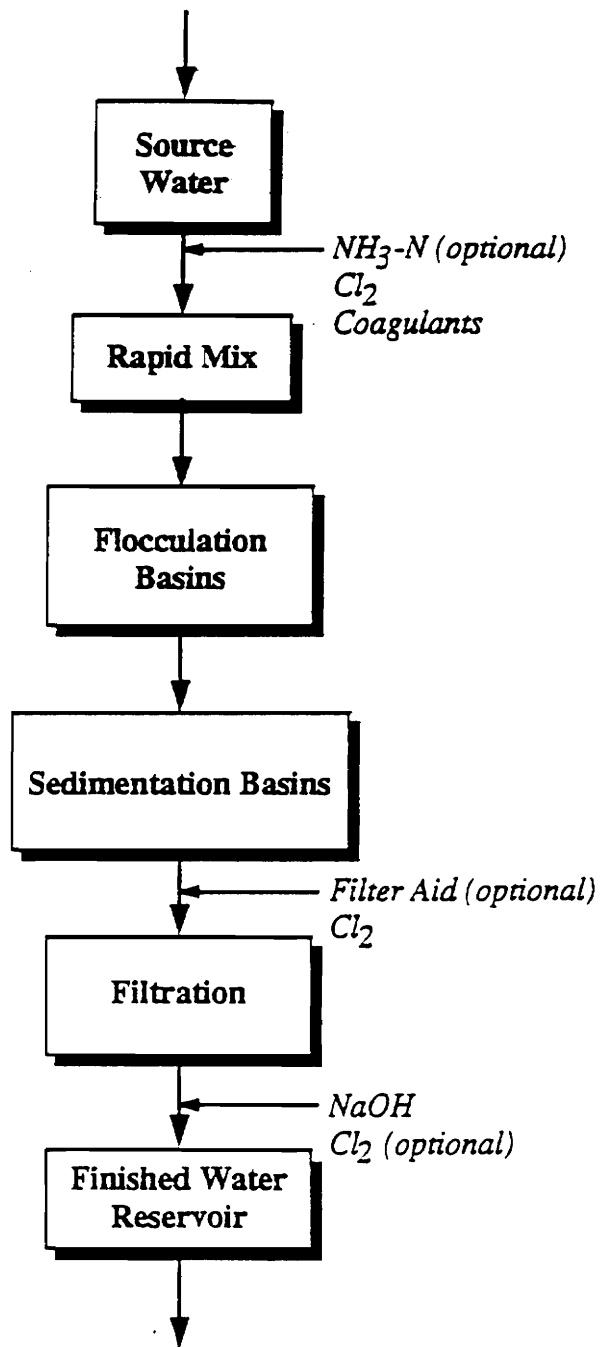 Source
Water
NH3-N (optional)
Cl2
Coagulants
Rapid Mix
Flocculation
Basins
Sedimentation Basins
Filter Aid (optional)
Cl2
Filtration
NaOH
Cl2 (optional)
Finished Water
Reservoir